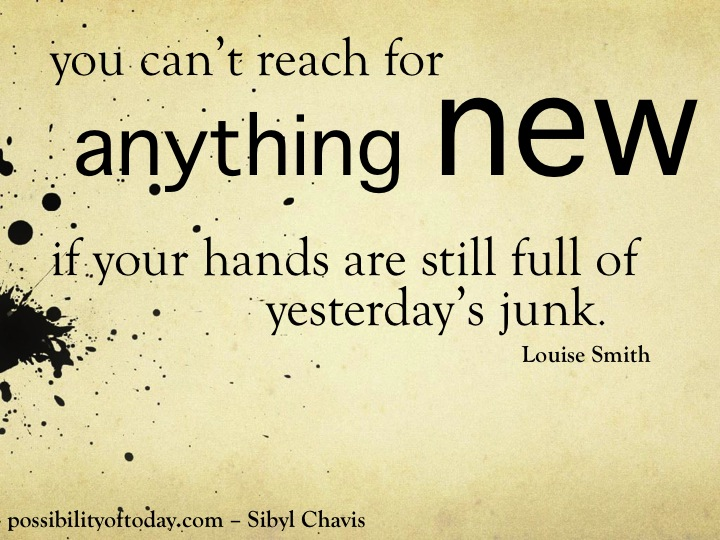 you can't reach for
anything new
if your hands are still full of
yesterday's junk.
Louise Smith
possibilityoftoday.com – Sibyl Chavis